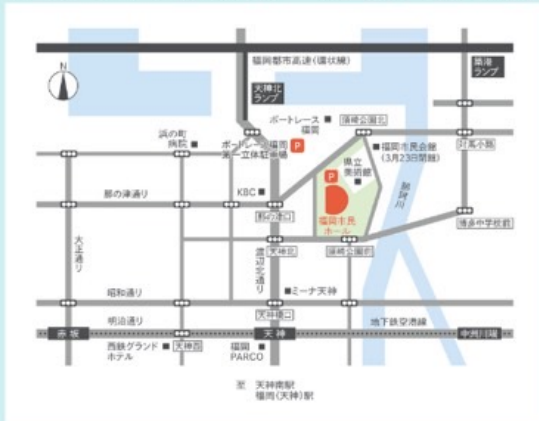 福岡都市高速(環状線)
築港
ランプ
N
天神北
ランプ
ボートレース
福岡
須崎公園北
浜の町
病院
ボートレース福岡
第一立体駐車場
P
福岡市民会館
(3月23日閉館)
対馬小路
県立
美術館
P
那珂川
KBC
那の津通り
那の津口
福岡市民
ホール
博多中学校前
大正通り
渡辺北通り
天神北
須崎公園前
ミーナ天神
昭和通り
天神橋口
明治通り
地下鉄空港線
赤坂
天神
中洲川端
西鉄グランド
ホテル
天神西
福岡
PARCO
至 天神南駅
福岡(天神)駅